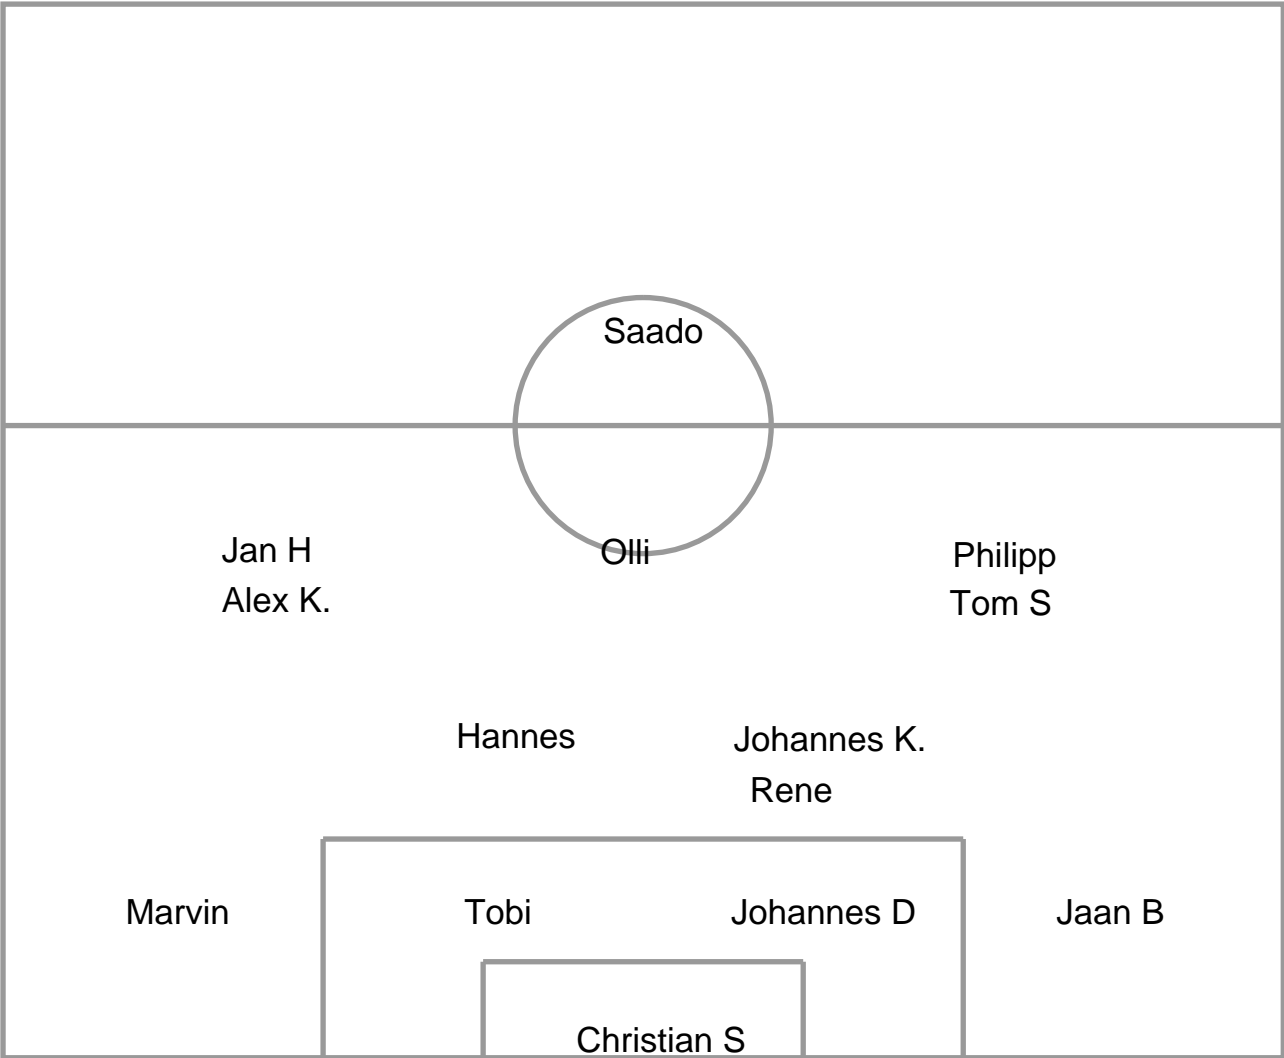 Saado
Jan H
Olli
Philipp
Alex K.
Tom S
Hannes
Johannes K.
Rene
Marvin
Tobi
Johannes D
Jaan B
Christian S